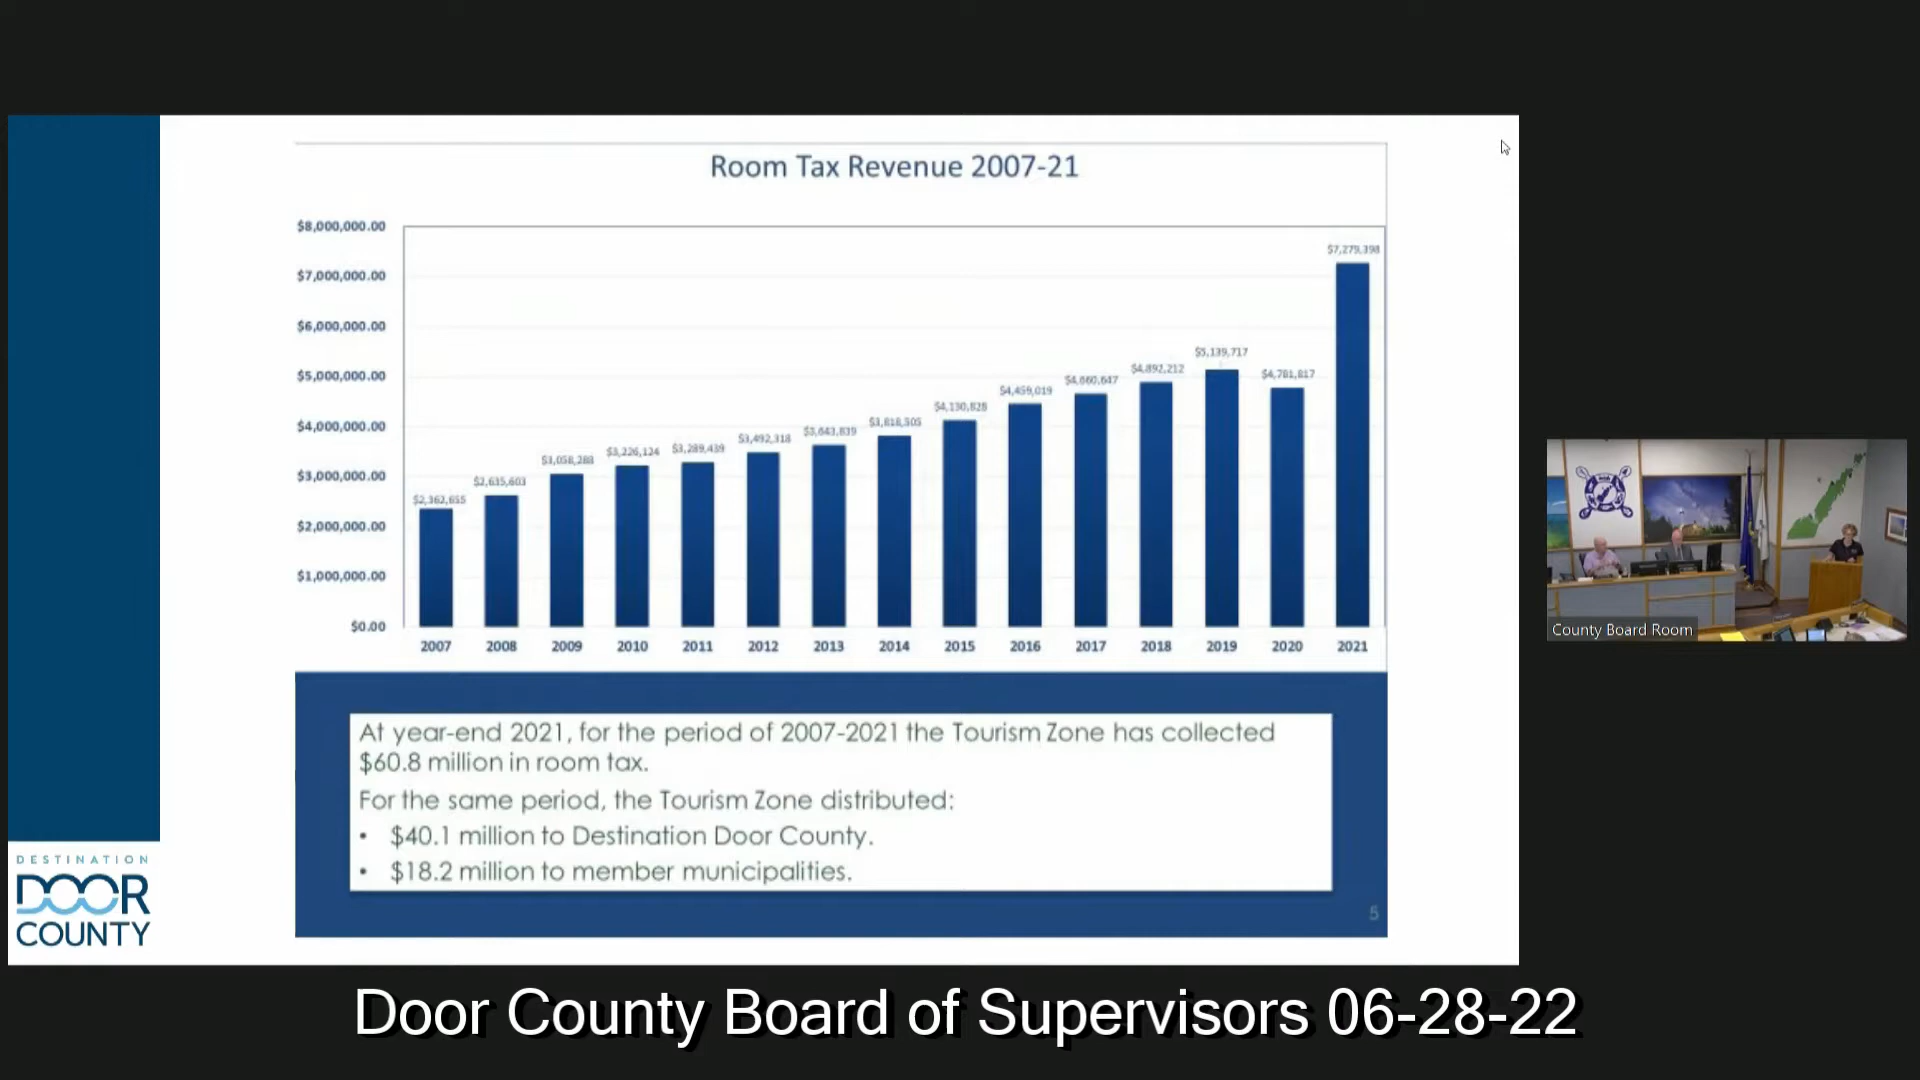 Room Tax Revenue 2007-21
$8,000,000.00
$7,000,000.00
$6,000,000.00
$5,000,000.00
$4,000,000.00
$3,000,000.00
$2,000,000.00
$1,000,000.00
$0.00
$2,362,655
$2,635,603
$3,058,288
$3,226,124
$3,289,439
$3,492,318
$3,643,839
$3,818,505
$4,130,828
$4,459,019
$4,660,647
$4,892,212
$5,139,717
$4,781,817
$7,279,398
2007 2008 2009 2010 2011 2012 2013 2014 2015 2016 2017 2018 2019 2020 2021
At year-end 2021, for the period of 2007-2021 the Tourism Zone has collected
$60.8 million in room tax.
For the same period, the Tourism Zone distributed:
• $40.1 million to Destination Door County.
• $18.2 million to member municipalities.
5
DESTINATION
DOOR
COUNTY
County Board Room
Door County Board of Supervisors 06-28-22